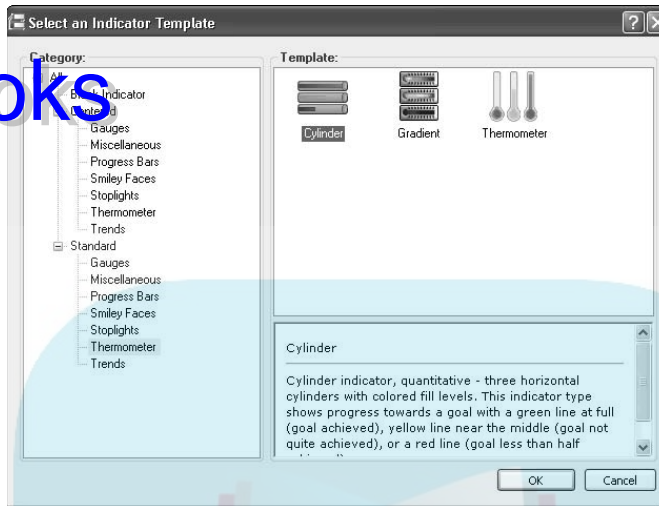 Select an Indicator Template
Category:
All
Blank Indicator
Centered
Gauges
Miscellaneous
Progress Bars
Smiley Faces
Stoplights
Thermometer
Trends
Standard
Gauges
Miscellaneous
Progress Bars
Smiley Faces
Stoplights
Thermometer
Trends
oks
Template:
Cylinder
Gradient
Thermometer
Cylinder
Cylinder indicator, quantitative - three horizontal
cylinders with colored fill levels. This indicator type
shows progress towards a goal with a green line at full
(goal achieved), yellow line near the middle (goal not
quite achieved), or a red line (goal less than half
OK
Cancel